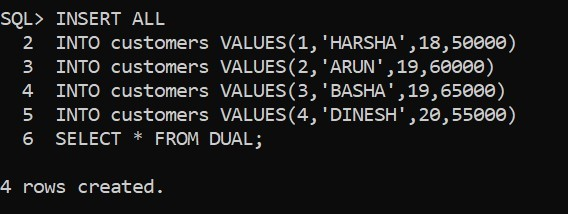 SQL> INSERT ALL
2 INTO customers VALUES(1,'HARSHA',18,50000)
3 INTO customers VALUES(2,'ARUN',19,60000)
4 INTO customers VALUES(3,'BASHA',19,65000)
5 INTO customers VALUES(4,'DINESH',20,55000)
6 SELECT * FROM DUAL;
4 rows created.